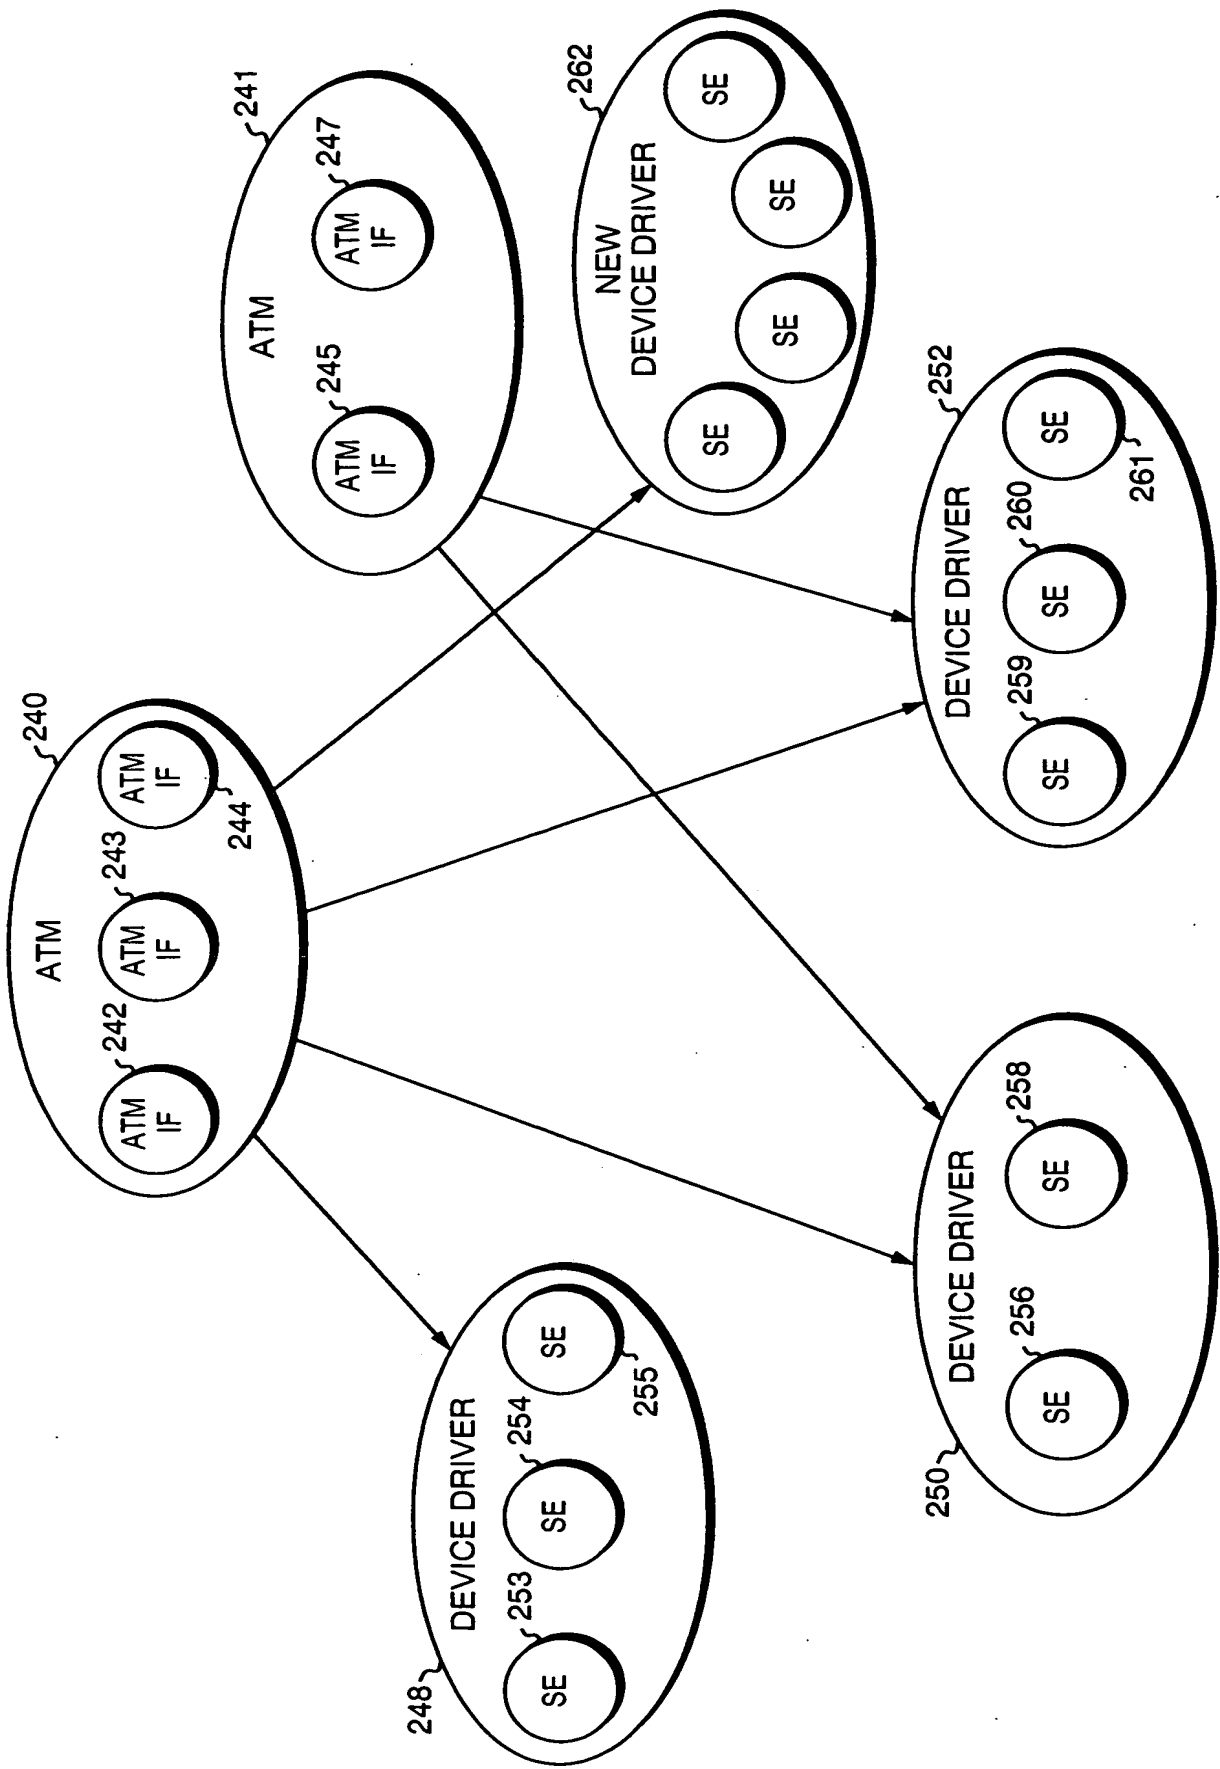 240
ATM
242
243
ATM
IF
ATM
IF
ATM
IF
244
241
ATM
245
247
ATM
IF
ATM
IF
248
DEVICE DRIVER
253
254
SE
SE
SE
255
262
NEW
DEVICE DRIVER
SE
SE
SE
SE
250
DEVICE DRIVER
256
258
SE
SE
252
DEVICE DRIVER
259
260
SE
SE
SE
261